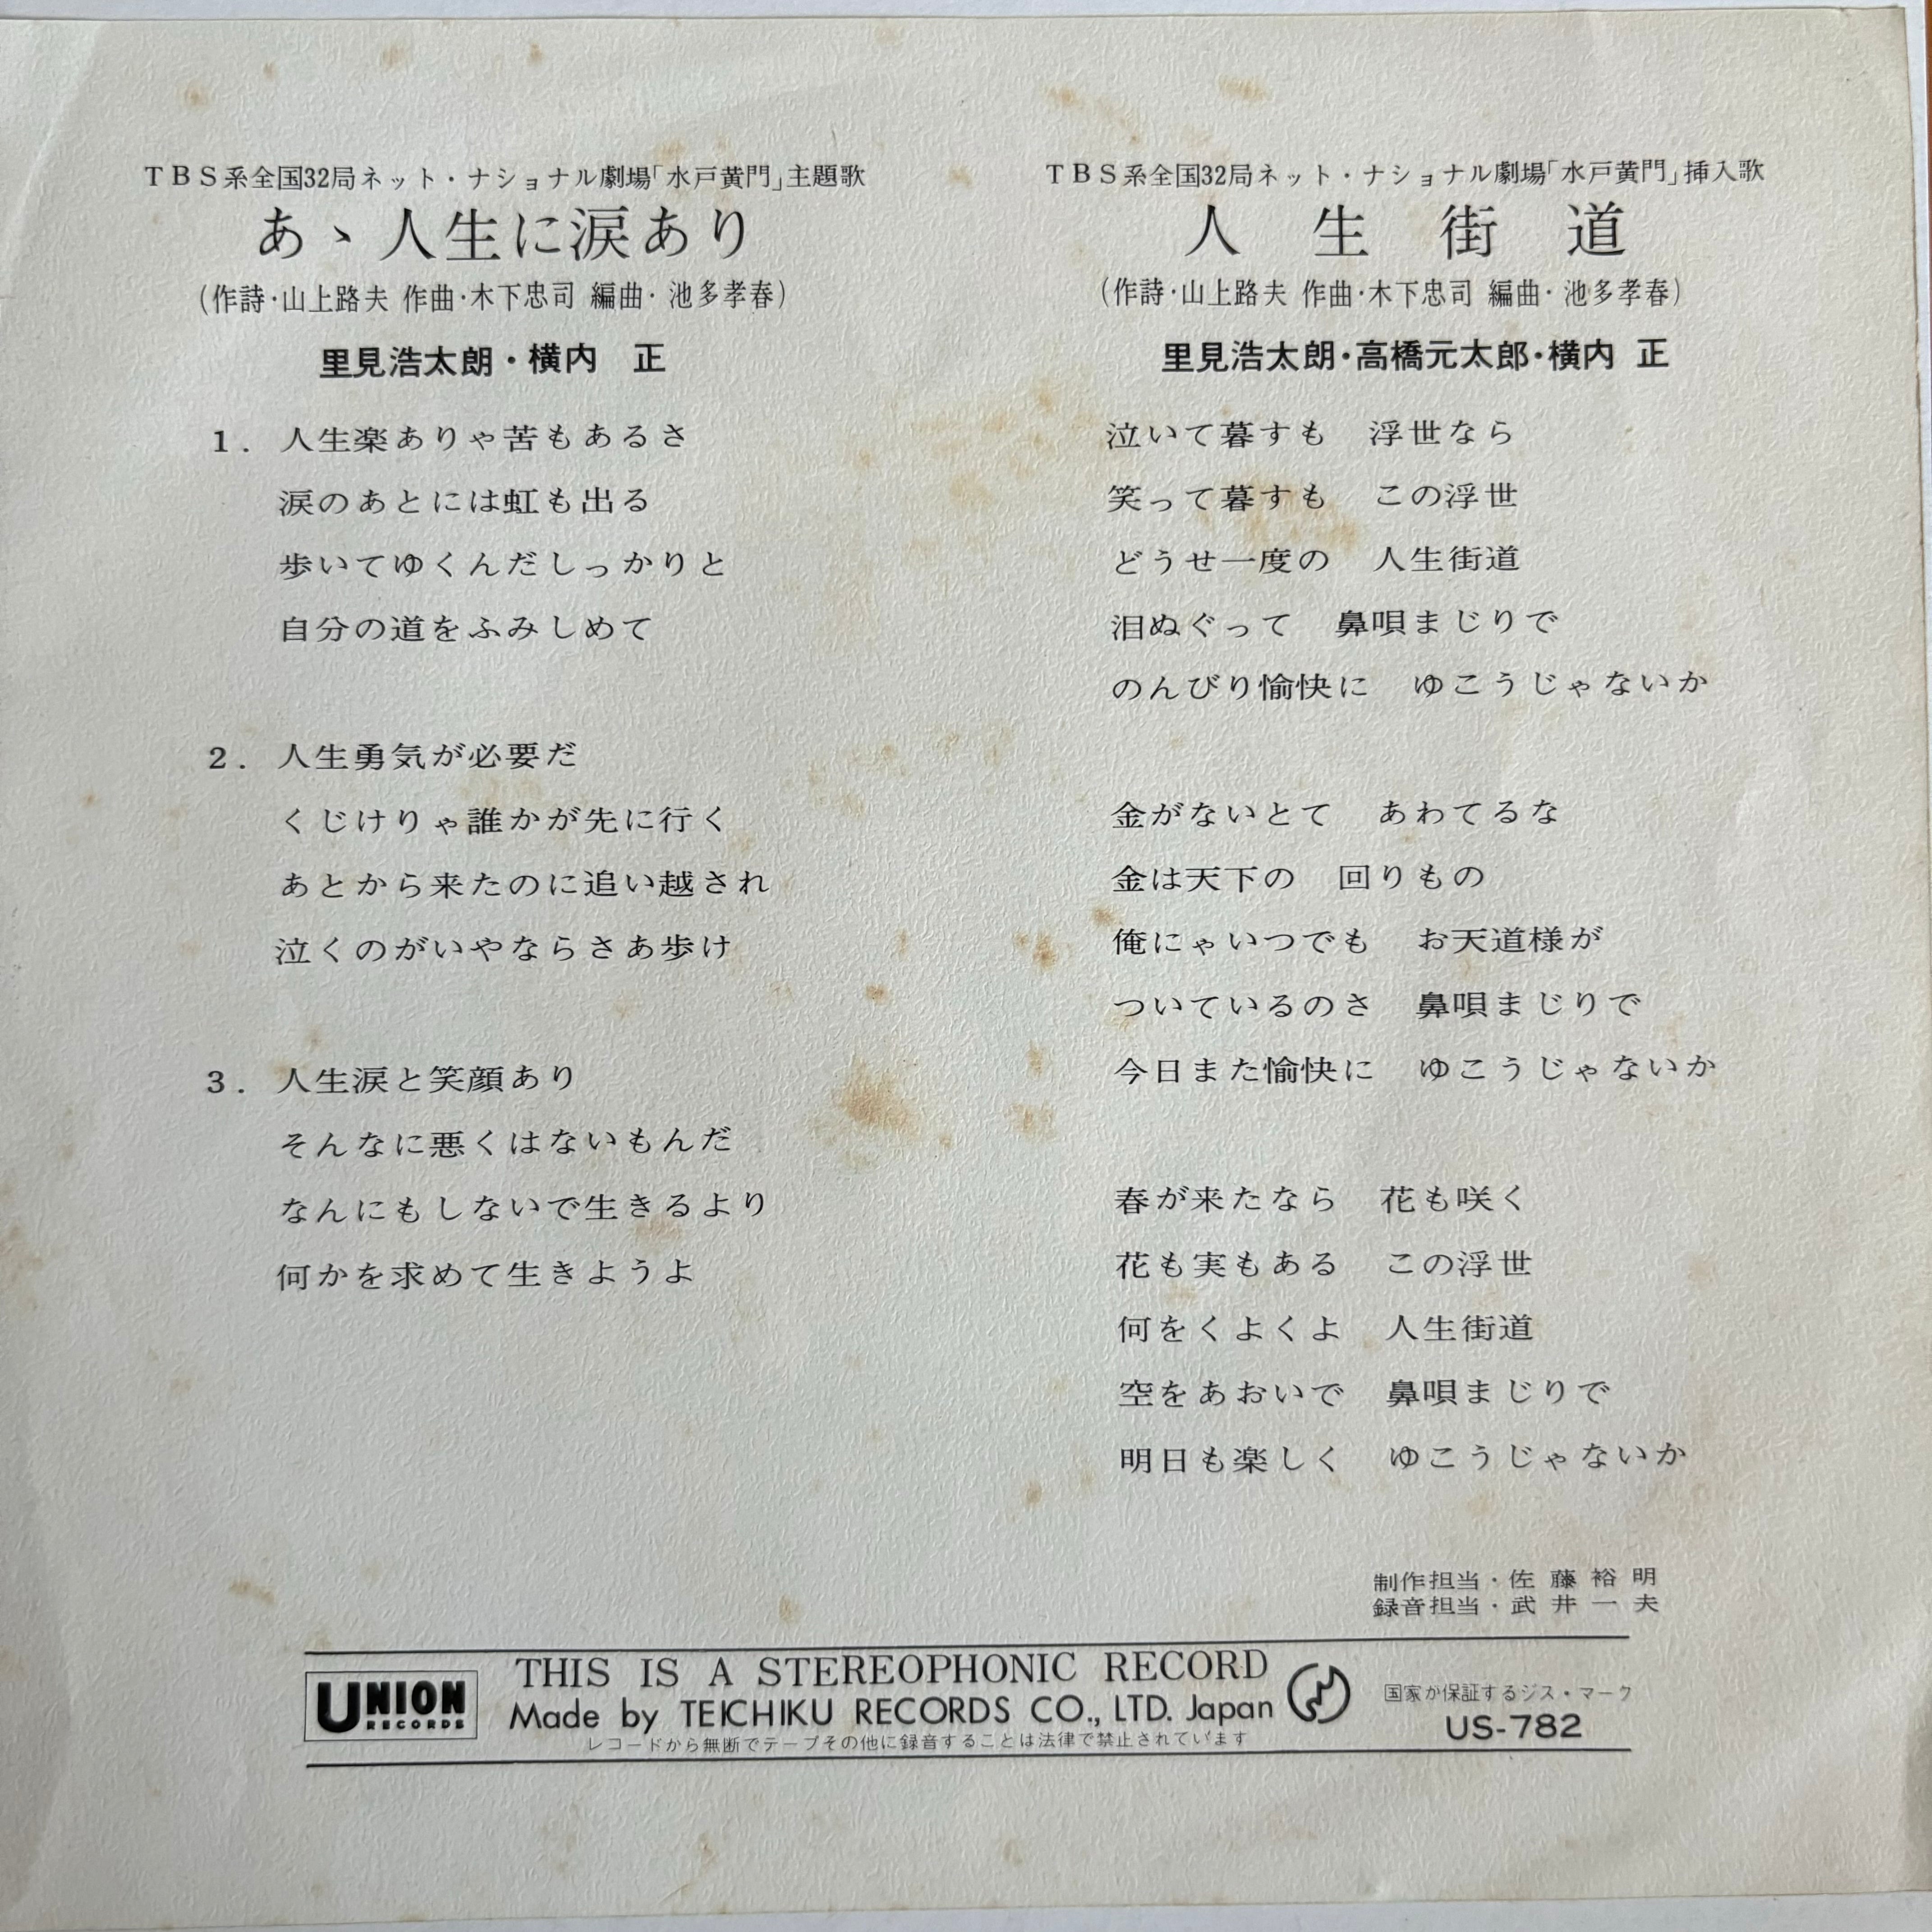 TBS系全国32局ネット・ナショナル劇場「水戸黄門」主題歌
あゝ人生に涙あり
(作詩・山上路夫 作曲・木下忠司 編曲・池多孝春)
里見浩太朗・横内 正
1. 人生楽ありゃ苦もあるさ
涙のあとには虹も出る
歩いてゆくんだしっかりと
自分の道をふみしめて
2. 人生勇気が必要だ
くじけりゃ誰かが先に行く
あとから来たのに追い越され
泣くのがいやならさあ歩け
3. 人生涙と笑顔あり
そんなに悪くはないもんだ
なんにもしないで生きるより
何かを求めて生きようよ
TBS系全国32局ネット・ナショナル劇場「水戸黄門」挿入歌
人生街道
(作詩・山上路夫 作曲・木下忠司 編曲・池多孝春)
里見浩太朗・高橋元太郎・横内 正
泣いて暮すも 浮世なら
笑って暮すも この浮世
どうせ一度の 人生街道
泪ぬぐって 鼻唄まじりで
のんびり愉快に ゆこうじゃないか
金がないとて あわてるな
金は天下の 回りもの
俺にゃいつでも お天道様が
ついているのさ 鼻唄まじりで
今日また愉快に ゆこうじゃないか
春が来たなら 花も咲く
花も実もある この浮世
何をくよくよ 人生街道
空をあおいで 鼻唄まじりで
明日も楽しく ゆこうじゃないか
制作担当・佐藤裕明
録音担当・武井一夫
UNION RECORDS
THIS IS A STEREOPHONIC RECORD
Made by TEICHIKU RECORDS CO., LTD. Japan
レコードから無断でテープその他に録音することは法律で禁止されています
国家が保証するジス・マーク
US-782